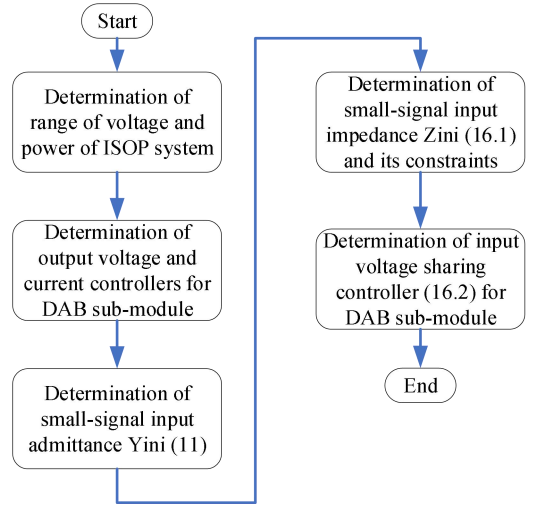 Start
Determination of
range of voltage and
power of ISOP system
Determination of
output voltage and
current controllers for
DAB sub-module
Determination of
small-signal input
admittance Yini (11)
Determination of
small-signal input
impedance Zini (16.1)
and its constraints
Determination of input
voltage sharing
controller (16.2) for
DAB sub-module
End